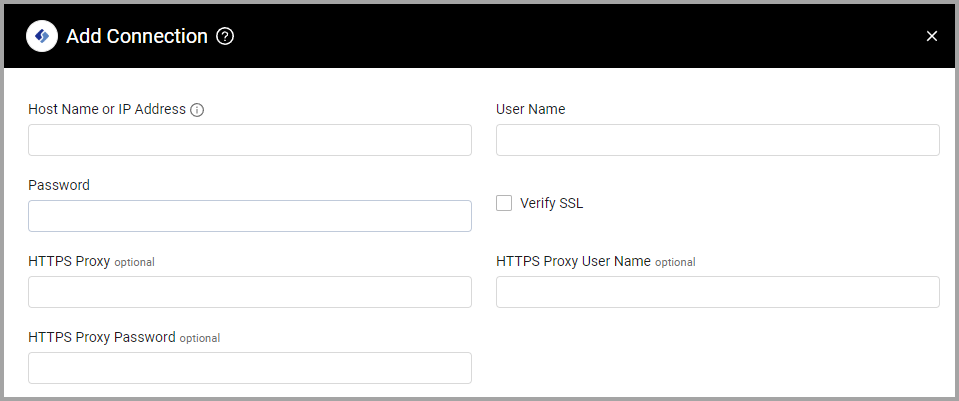 Add Connection
Host Name or IP Address
User Name
Password
Verify SSL
HTTPS Proxy optional
HTTPS Proxy User Name optional
HTTPS Proxy Password optional